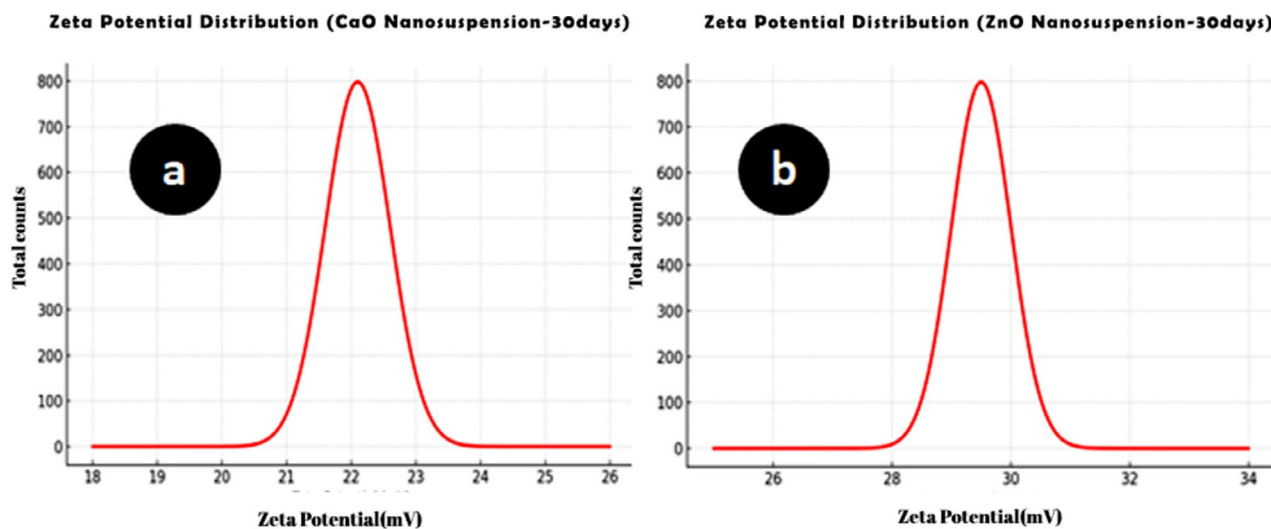 Zeta Potential Distribution (CaO Nanosuspension-30days)
800
700
600
500
400
300
200
100
0
Total counts
a
18 19 20 21 22 23 24 25 26
Zeta Potential(mV)
Zeta Potential Distribution (ZnO Nanosuspension-30days)
800
700
600
500
400
300
200
100
0
Total counts
b
26 28 30 32 34
Zeta Potential(mV)